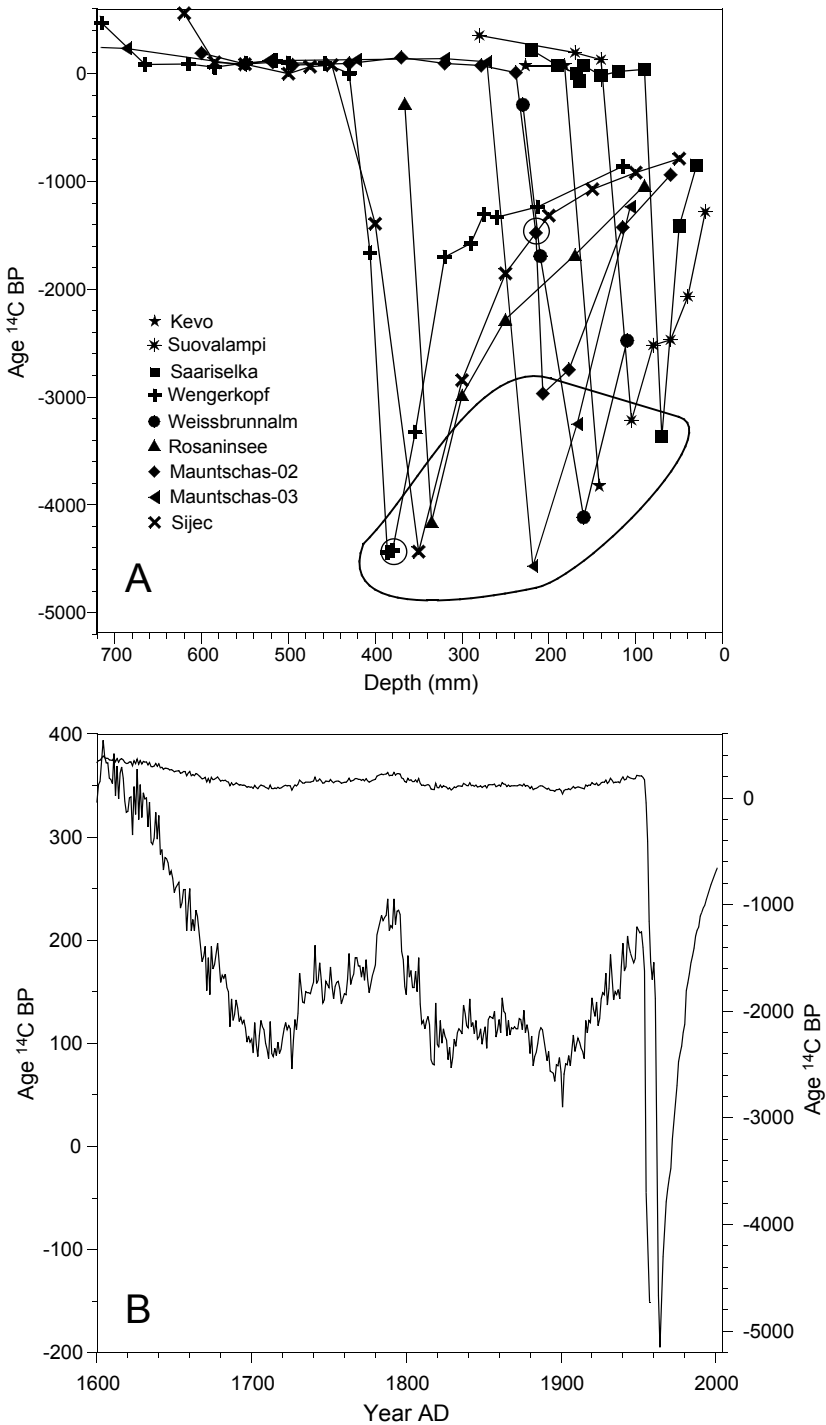 0
-1000
-2000
-3000
-4000
-5000
Age ¹⁴C BP
Kevo
Suovalampi
Saariselka
Wengerkopf
Weissbrunnalm
Rosaninsee
Mauntschas-02
Mauntschas-03
Sijec
A
700 600 500 400 300 200 100 0
Depth (mm)
400
300
200
100
0
-100
-200
Age ¹⁴C BP
0
-1000
-2000
-3000
-4000
-5000
Age ¹⁴C BP
B
1600 1700 1800 1900 2000
Year AD